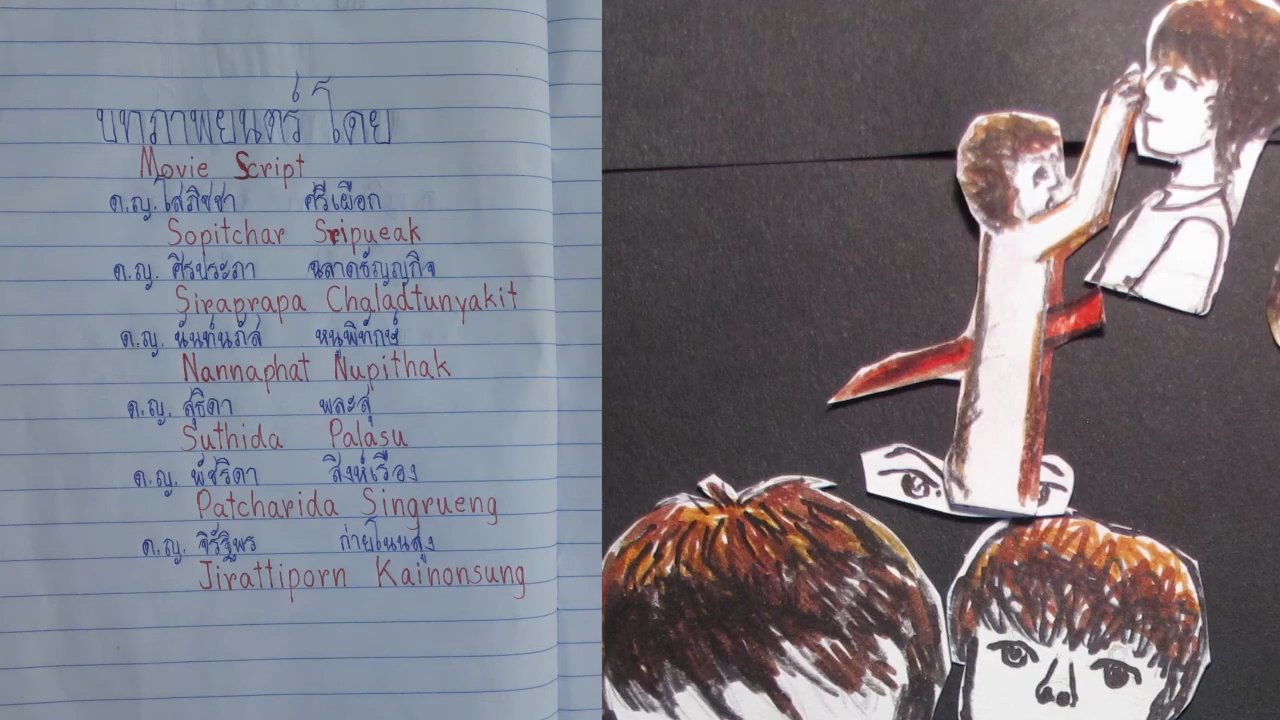 บทภาพยนตร์ โดย
Movie Script
ด.ญ. โสภิชชา ศรีเผือก
Sopitchar Sripueak
ด.ญ. ศิรประภา ฉลาดธัญญกิจ
Siraprapa Chaladtunyakit
ด.ญ. นันท์นภัส หนูพิทักษ์
Nannaphat Nupithak
ด.ญ. สุธิดา พละสุ
Suthida Palasu
ด.ญ. พัชริดา สิงห์เรือง
Patcharida Singrueng
ด.ญ. จิรัฐิพร ก่ายโนนสูง
Jirattiporn Kainonsung